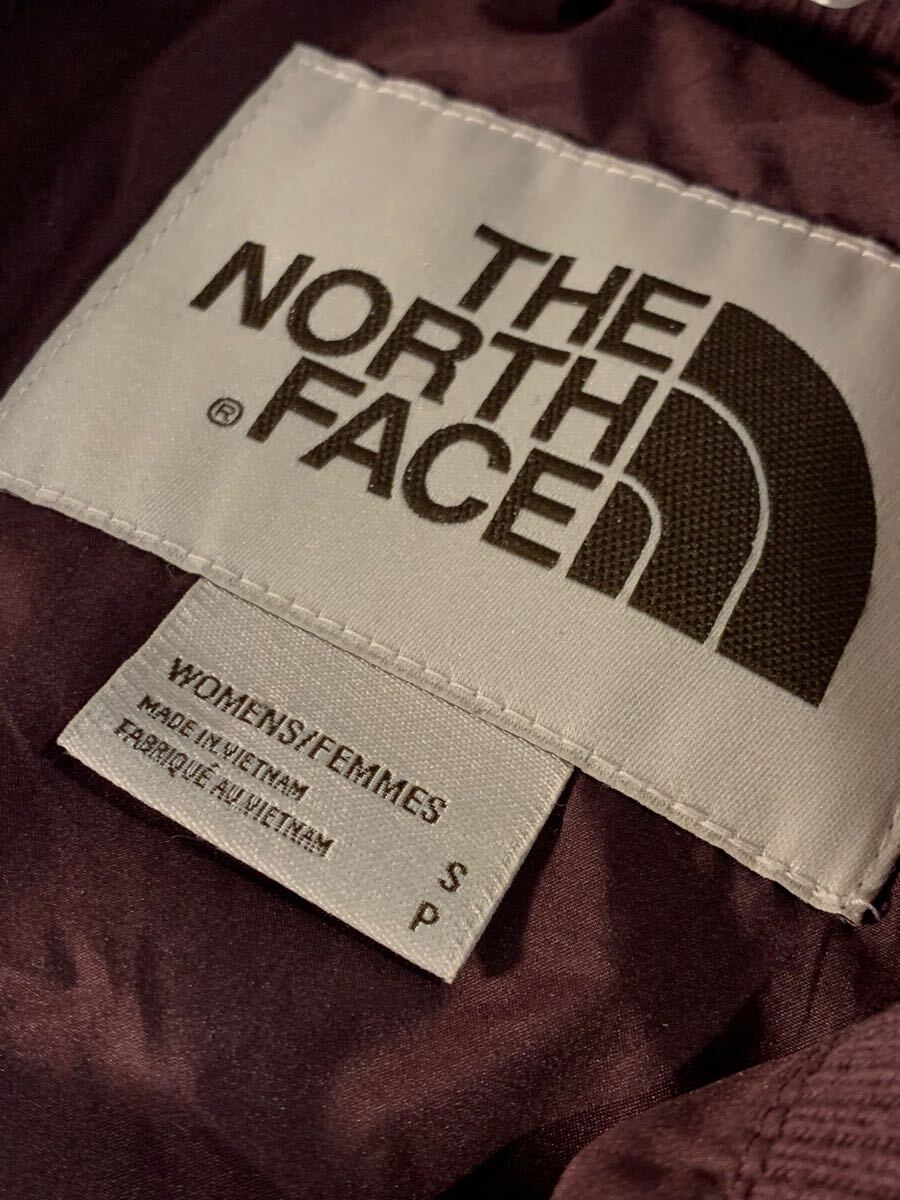 THE
NORTH
® FACE
WOMENS/FEMMES
MADE IN VIETNAM
FABRIQUÉ AU VIETNAM
S
P